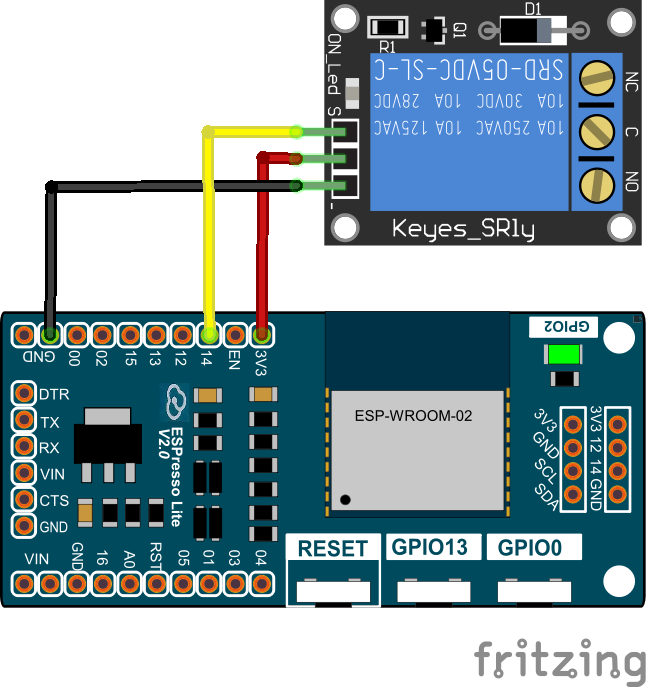 D1
R1
Q1
ON_Led
S
-
SRD-05VDC-SL-C
10A 30VDC 10A 28VDC
10A 250VAC 10A 125VAC
NC
C
NO
Keyes_SRly
GND
GND
00
02
15
13
12
14
EN
3V3
GPIO2
DTR
TX
RX
VIN
CTS
GND
ESPresso Lite
V2.0
ESP-WROOM-02
3V3
GND
SCL
SDA
3V3
12
14
GND
VIN
GND
16
A0
RST
05
01
03
04
RESET
GPIO13
GPIO0
fritzing